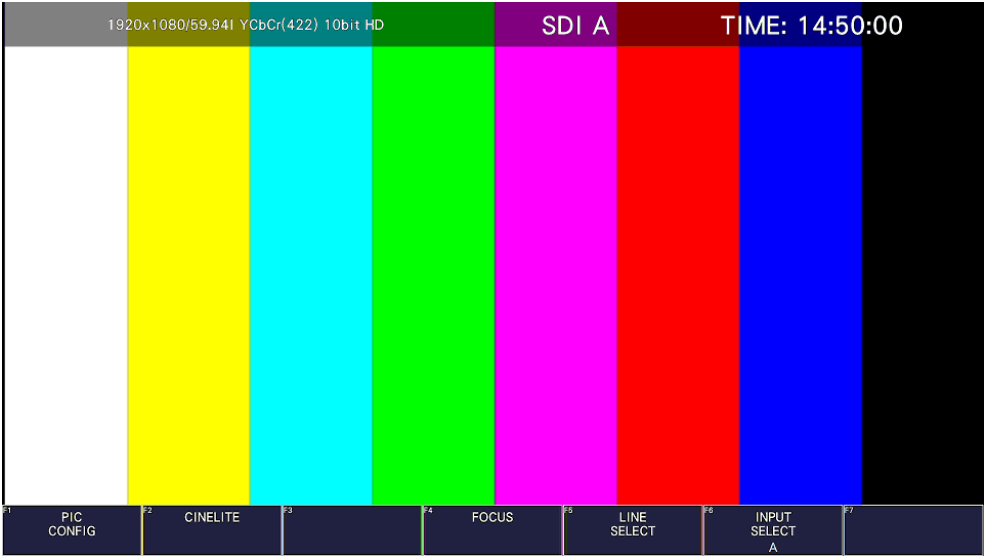 1920x1080/59.94I YCbCr(422) 10bit HD SDI A TIME: 14:50:00
F1 PIC CONFIG
F2 CINELITE
F3
F4 FOCUS
F5 LINE SELECT
F6 INPUT SELECT A
F7